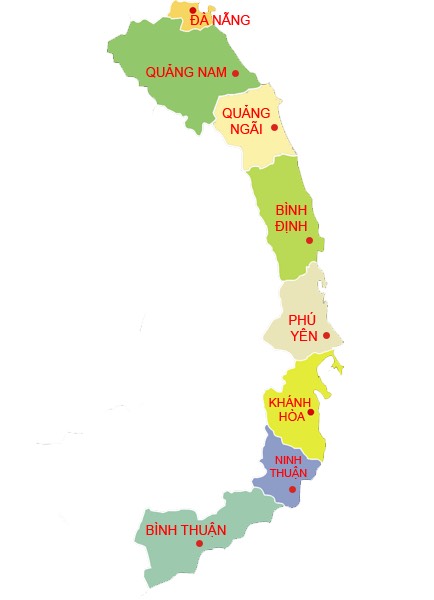 ĐÀ NẴNG
QUẢNG NAM
QUẢNG
NGÃI
BÌNH
ĐỊNH
PHÚ
YÊN
KHÁNH
HÒA
NINH
THUẬN
BÌNH THUẬN